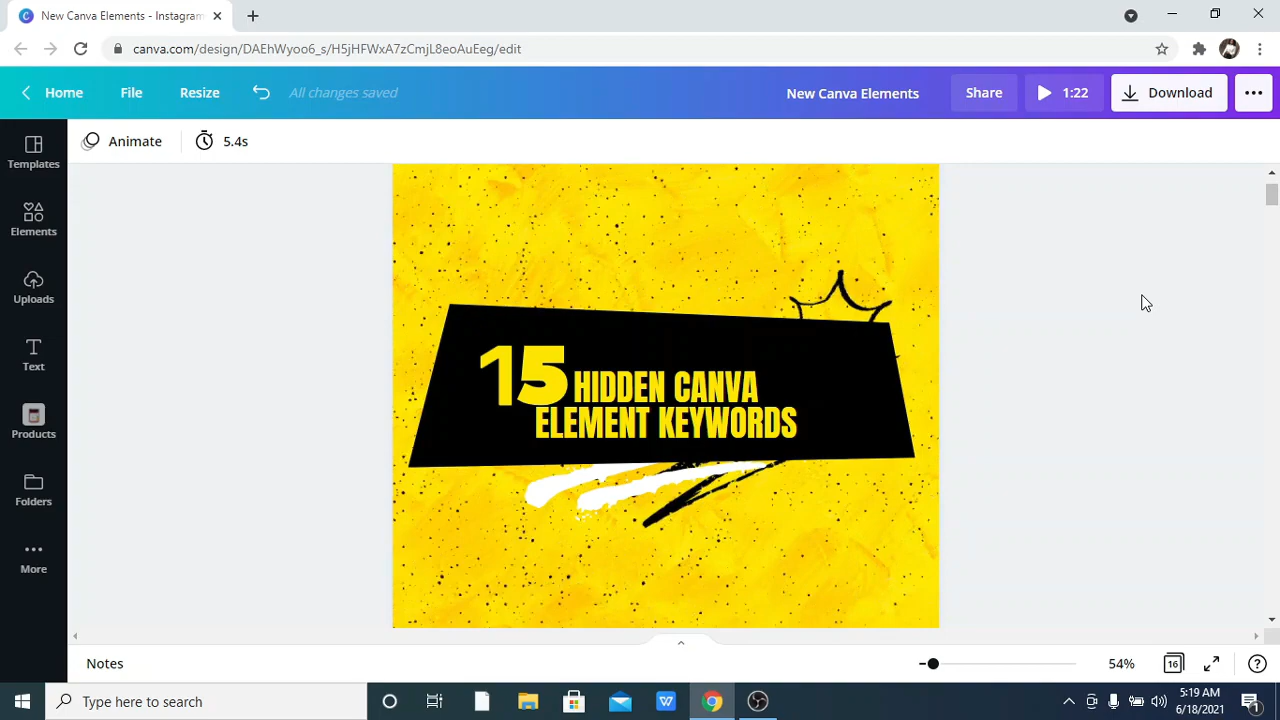 New Canva Elements - Instagram
canva.com/design/DAEhWyoo6_s/H5jHFWxA7zCmjL8eoAuEeg/edit
Home File Resize All changes saved New Canva Elements Share 1:22 Download
Animate 5.4s
Templates
Elements
Uploads
Text
Products
Folders
More
15 HIDDEN CANVA
ELEMENT KEYWORDS
Notes 54% 16
Type here to search
5:19 AM
6/18/2021
1